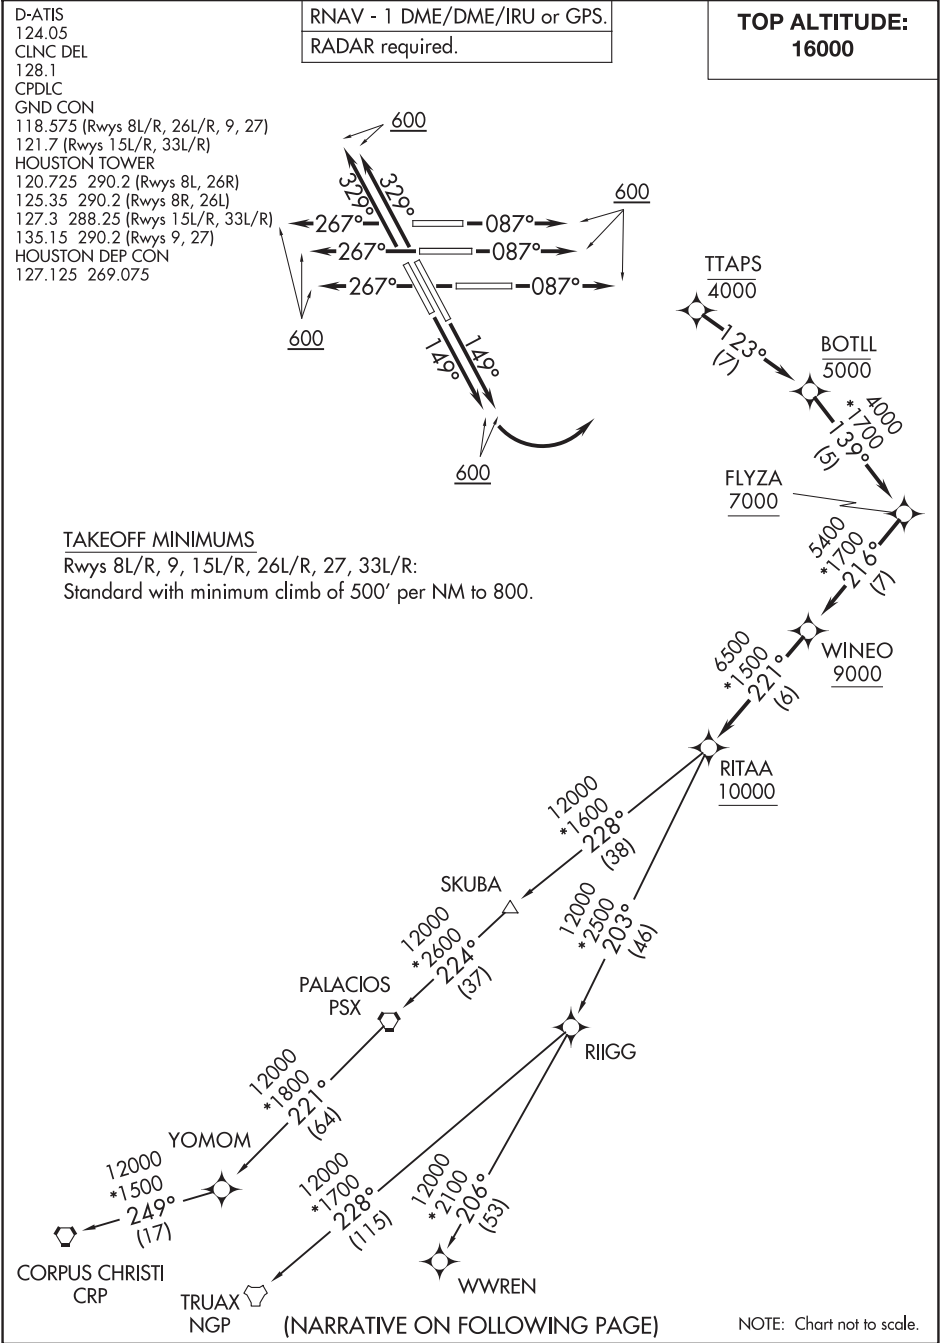 D-ATIS
124.05
CLNC DEL
128.1
CPDLC
GND CON
118.575 (Rwys 8L/R, 26L/R, 9, 27)
121.7 (Rwys 15L/R, 33L/R)
HOUSTON TOWER
120.725 290.2 (Rwys 8L, 26R)
125.35 290.2 (Rwys 8R, 26L)
127.3 288.25 (Rwys 15L/R, 33L/R)
135.15 290.2 (Rwys 9, 27)
HOUSTON DEP CON
127.125 269.075
RNAV - 1 DME/DME/IRU or GPS.
RADAR required.
TOP ALTITUDE:
16000
600
329°
329°
600
267°
087°
267°
087°
267°
087°
600
149°
149°
600
TTAPS
4000
123°
(7)
BOTLL
5000
4000
*1700
139°
(5)
FLYZA
7000
5400
*1700
216°
(7)
TAKEOFF MINIMUMS
Rwys 8L/R, 9, 15L/R, 26L/R, 27, 33L/R:
Standard with minimum climb of 500' per NM to 800.
WINEO
9000
6500
*1500
221°
(6)
RITAA
10000
12000
*1600
228°
(38)
SKUBA
12000
*2500
203°
(46)
12000
*2600
224°
(37)
PALACIOS
PSX
RIIGG
12000
*1800
221°
(64)
YOMOM
12000
*1500
249°
(17)
CORPUS CHRISTI
CRP
12000
*1700
228°
(115)
TRUAX
NGP
12000
*2100
206°
(53)
WWREN
(NARRATIVE ON FOLLOWING PAGE)
NOTE: Chart not to scale.